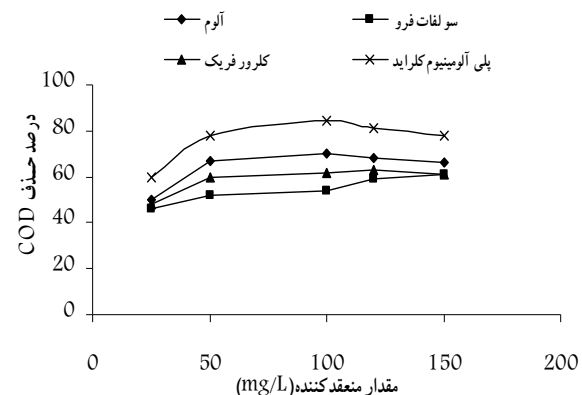 آلوم
سولفات فرو
کلرور فریک
پلی آلومینیوم کلراید
درصد حذف COD
100
80
60
40
20
0
0 50 100 150 200
مقدار منعقدکننده(mg/L)